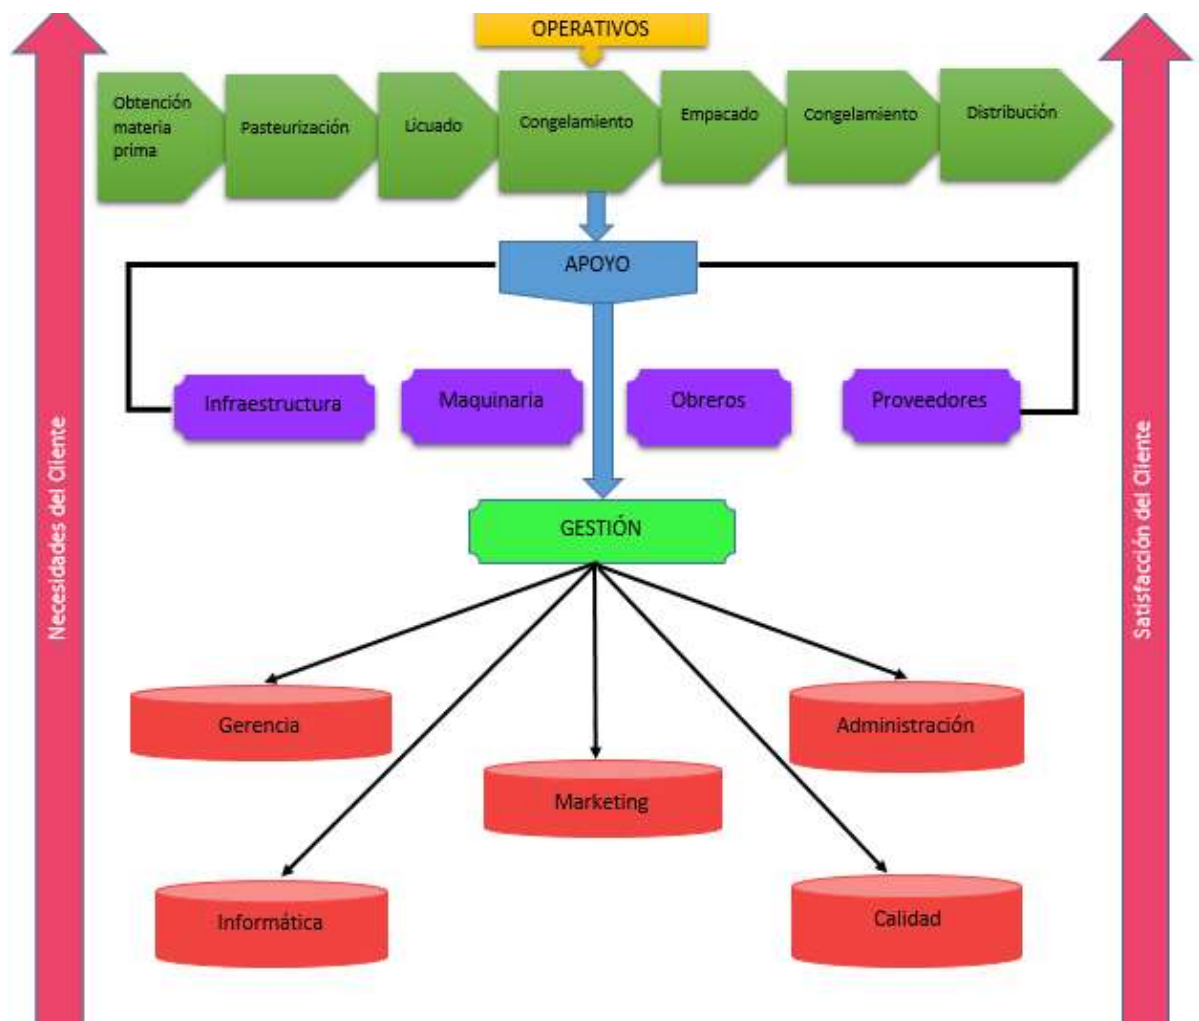 OPERATIVOS
Obtención
materia
prima
Pasteurización
Licuado
Congelamiento
Empacado
Congelamiento
Distribución
APOYO
Infraestructura
Maquinaria
Obreros
Proveedores
Necesidades del Cliente
Satisfacción del Cliente
GESTIÓN
Gerencia
Administración
Marketing
Informática
Calidad